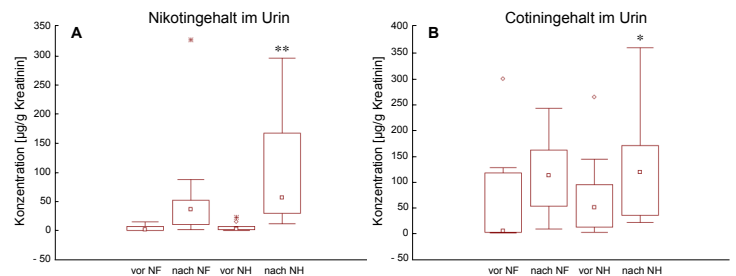 Nikotingehalt im Urin
A
**
Konzentration [µg/g Kreatinin]
350
300
250
200
150
100
50
0
- 50
vor NF nach NF vor NH nach NH
Cotiningehalt im Urin
B
*
Konzentration [µg/g Kreatinin]
400
350
300
250
200
150
100
50
0
- 50
vor NF nach NF vor NH nach NH